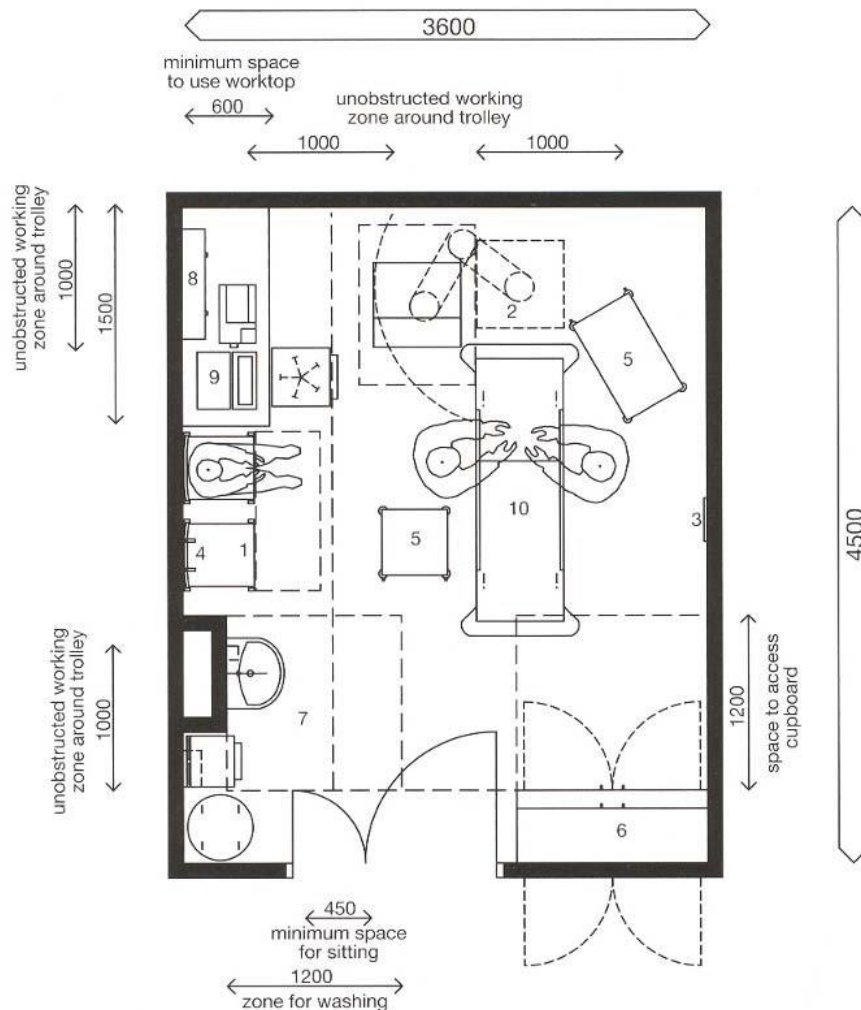 3600
minimum space
to use worktop
600
unobstructed working
zone around trolley
1000
1000
unobstructed working
zone around trolley
1000
1500
8
9
2
5
4500
10
3
5
4
1
unobstructed working
zone around trolley
1000
7
1200
space to access
cupboard
6
450
minimum space
for sitting
1200
zone for washing